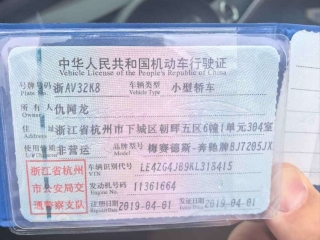 中华人民共和国机动车行驶证
Vehicle License of the People's Republic of China
号牌号码 浙AV32K8 车辆类型 小型轿车
Plate No. Vehicle Type
所有人 仇闻龙
Owner
住址 浙江省杭州市下城区朝晖五区6幢1单元304室
Address
使用性质 非营运 品牌型号 梅赛德斯-奔驰牌BJ7205JX
Use Character Model
浙江省杭州市公安局交通警察支队
车辆识别代号 LE42G4JB9KL318415
VIN
发动机号码 11361664
Engine No.
注册日期 2019-04-01 发证日期 2019-04-01
Register Date Issue Date